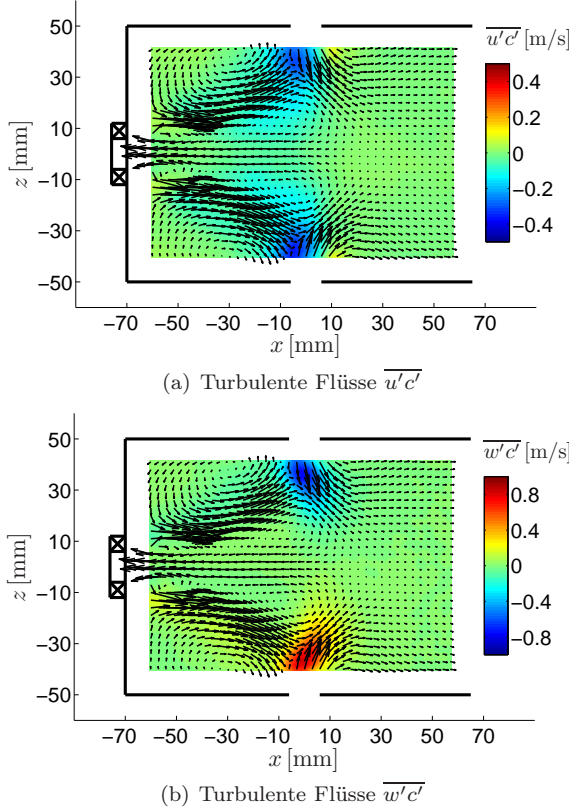 u′c′ [m/s]
50
30
10
−10
−30
−50
z [mm]
0.4
0.2
0
−0.2
−0.4
−70 −50 −30 −10 10 30 50 70
x [mm]
(a) Turbulente Flüsse u′c′
w′c′ [m/s]
50
30
10
−10
−30
−50
z [mm]
0.8
0.4
0
−0.4
−0.8
−70 −50 −30 −10 10 30 50 70
x [mm]
(b) Turbulente Flüsse w′c′